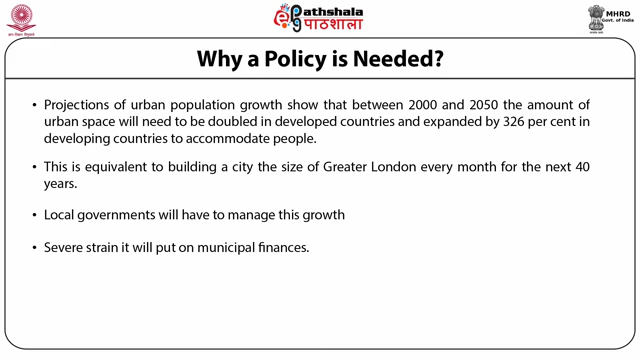 ePathshala
पाठशाला
MHRD
Govt. of India
Why a Policy is Needed?
• Projections of urban population growth show that between 2000 and 2050 the amount of
urban space will need to be doubled in developed countries and expanded by 326 per cent in
developing countries to accommodate people.
• This is equivalent to building a city the size of Greater London every month for the next 40
years.
• Local governments will have to manage this growth
• Severe strain it will put on municipal finances.